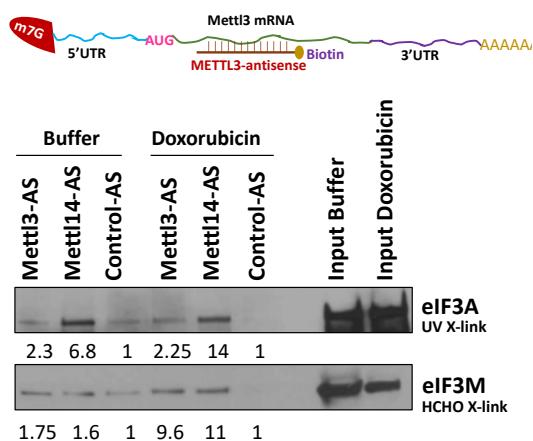 Mettl3 mRNA
m7G
AUG
AAAAAA
5'UTR
Biotin
3'UTR
METTL3-antisense
Buffer Doxorubicin
Mettl3-AS Mettl14-AS Control-AS Mettl3-AS Mettl14-AS Control-AS Input Buffer Input Doxorubicin
eIF3A
UV X-link
2.3 6.8 1 2.25 14 1
eIF3M
HCHO X-link
1.75 1.6 1 9.6 11 1